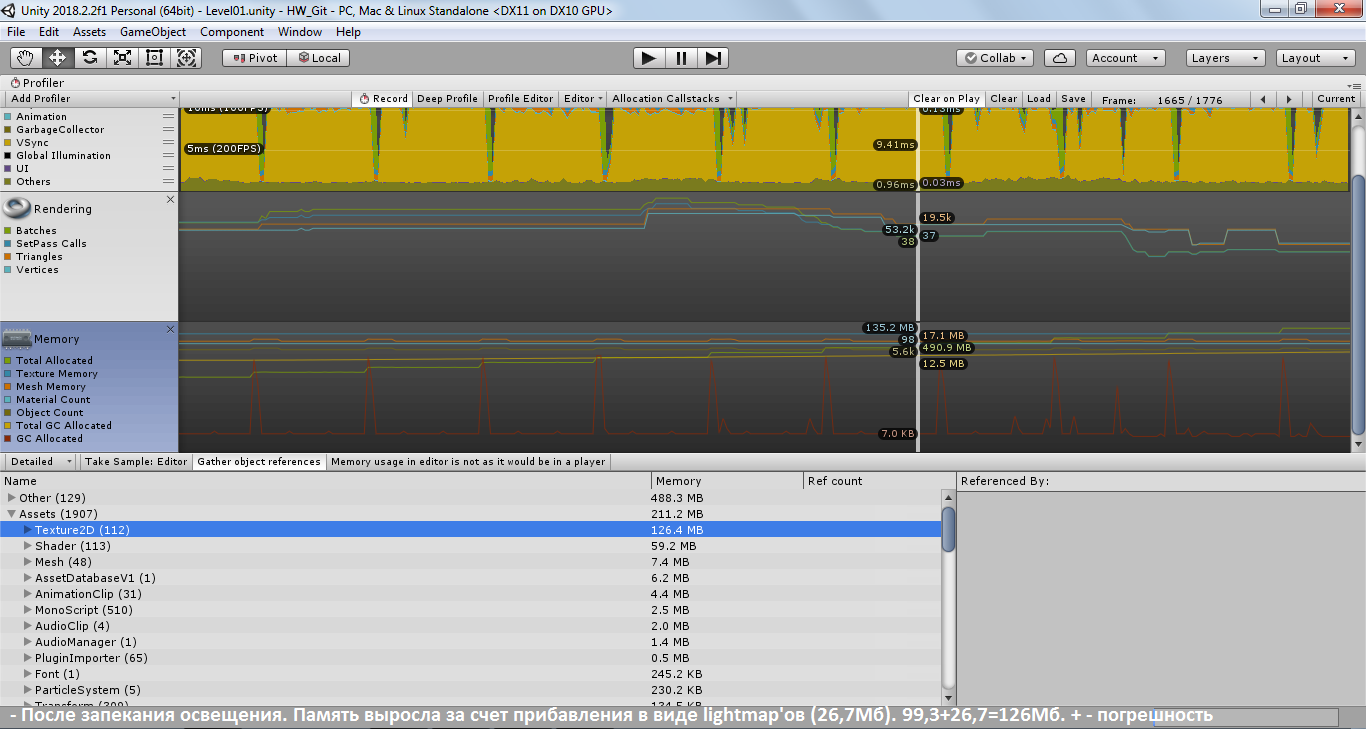 Unity 2018.2.2f1 Personal (64bit) - Level01.unity - HW_Git - PC, Mac & Linux Standalone <DX11 on DX10 GPU>
File Edit Assets GameObject Component Window Help
Pivot Local Collab Account Layers Layout
Profiler
Add Profiler Record Deep Profile Profile Editor Editor Allocation Callstacks Clear on Play Clear Load Save Frame: 1665 / 1776 Current
Animation
GarbageCollector
VSync
Global Illumination
UI
Others
10ms (100FPS)
5ms (200FPS)
9.41ms
0.96ms
0.03ms
Rendering
Batches
SetPass Calls
Triangles
Vertices
19.5k
53.2k
38
37
Memory
Total Allocated
Texture Memory
Mesh Memory
Material Count
Object Count
Total GC Allocated
GC Allocated
135.2 MB
98
5.6k
17.1 MB
490.9 MB
12.5 MB
7.0 KB
Detailed Take Sample: Editor Gather object references Memory usage in editor is not as it would be in a player
Name Memory Ref count Referenced By:
Other (129) 488.3 MB
Assets (1907) 211.2 MB
Texture2D (112) 126.4 MB
Shader (113) 59.2 MB
Mesh (48) 7.4 MB
AssetDatabaseV1 (1) 6.2 MB
AnimationClip (31) 4.4 MB
MonoScript (510) 2.5 MB
AudioClip (4) 2.0 MB
AudioManager (1) 1.4 MB
PluginImporter (65) 0.5 MB
Font (1) 245.2 KB
ParticleSystem (5) 230.2 KB
- После запекания освещения. Память выросла за счет прибавления в виде lightmap'ов (26,7Мб). 99,3+26,7=126Мб. + - погрешность